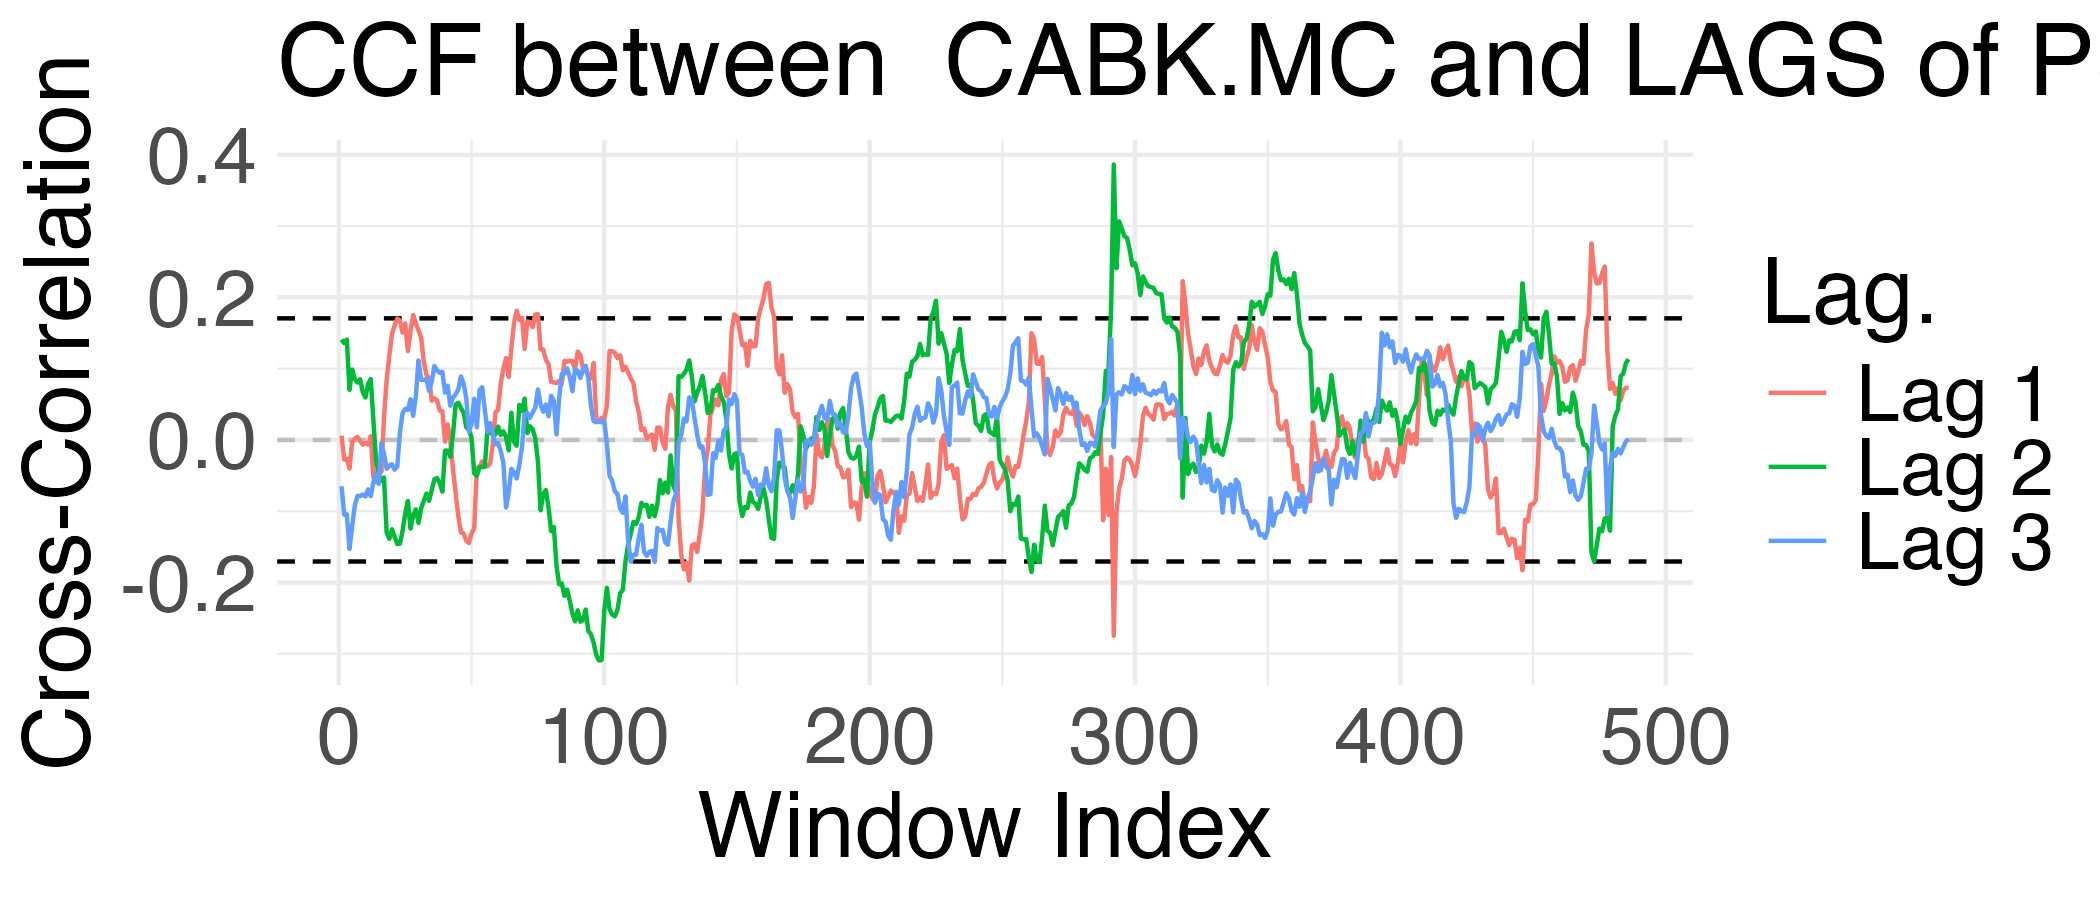 CCF between  CABK.MC and LAGS of P
Cross-Correlation
0.4
0.2
0.0
-0.2
0
100
200
300
400
500
Window Index
Lag.
Lag 1
Lag 2
Lag 3